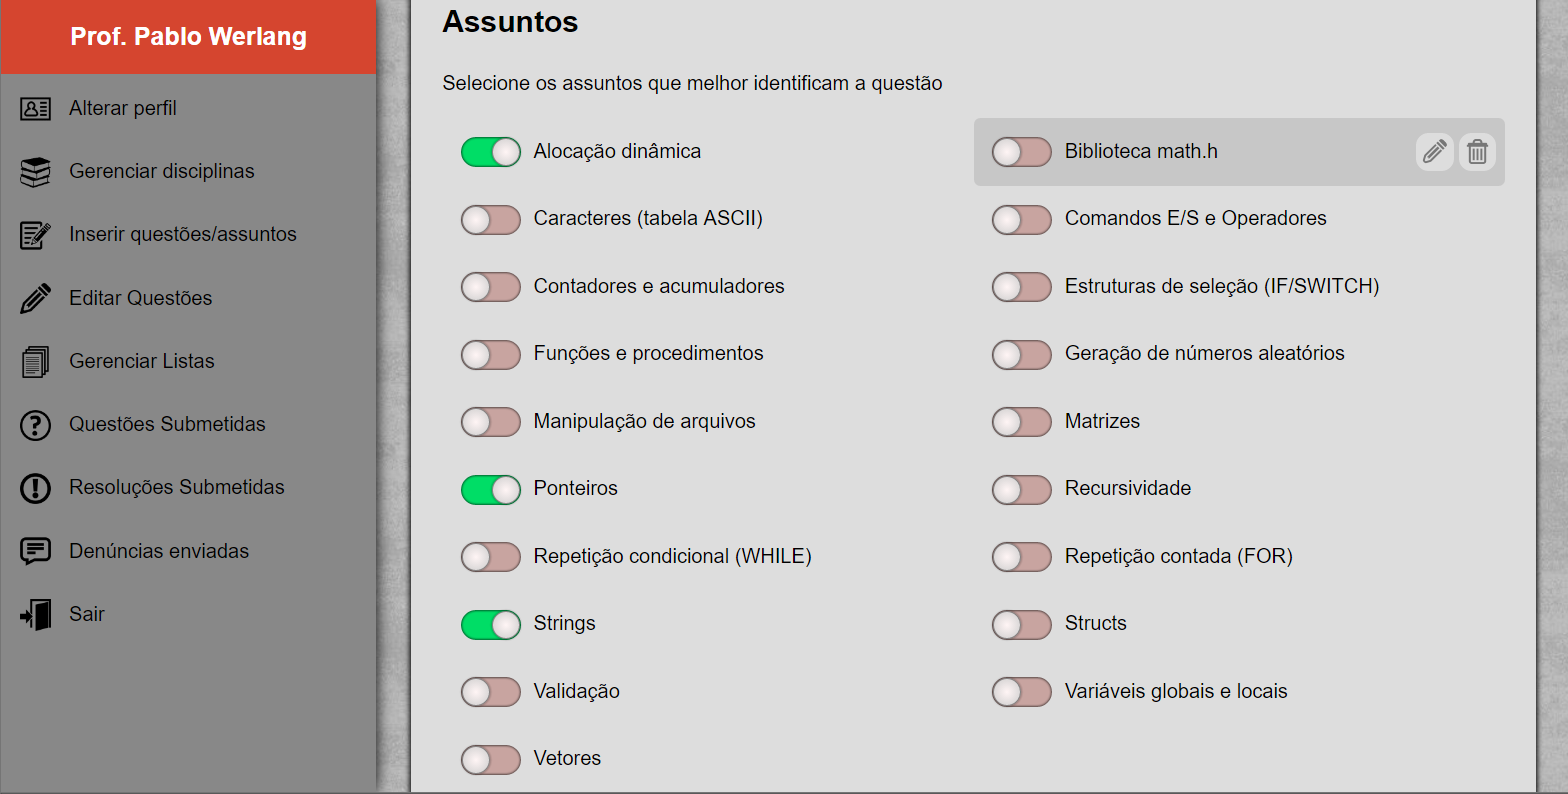 Prof. Pablo Werlang
Alterar perfil
Gerenciar disciplinas
Inserir questões/assuntos
Editar Questões
Gerenciar Listas
Questões Submetidas
Resoluções Submetidas
Denúncias enviadas
Sair
Assuntos
Selecione os assuntos que melhor identificam a questão
Alocação dinâmica
Biblioteca math.h
Caracteres (tabela ASCII)
Comandos E/S e Operadores
Contadores e acumuladores
Estruturas de seleção (IF/SWITCH)
Funções e procedimentos
Geração de números aleatórios
Manipulação de arquivos
Matrizes
Ponteiros
Recursividade
Repetição condicional (WHILE)
Repetição contada (FOR)
Strings
Structs
Validação
Variáveis globais e locais
Vetores